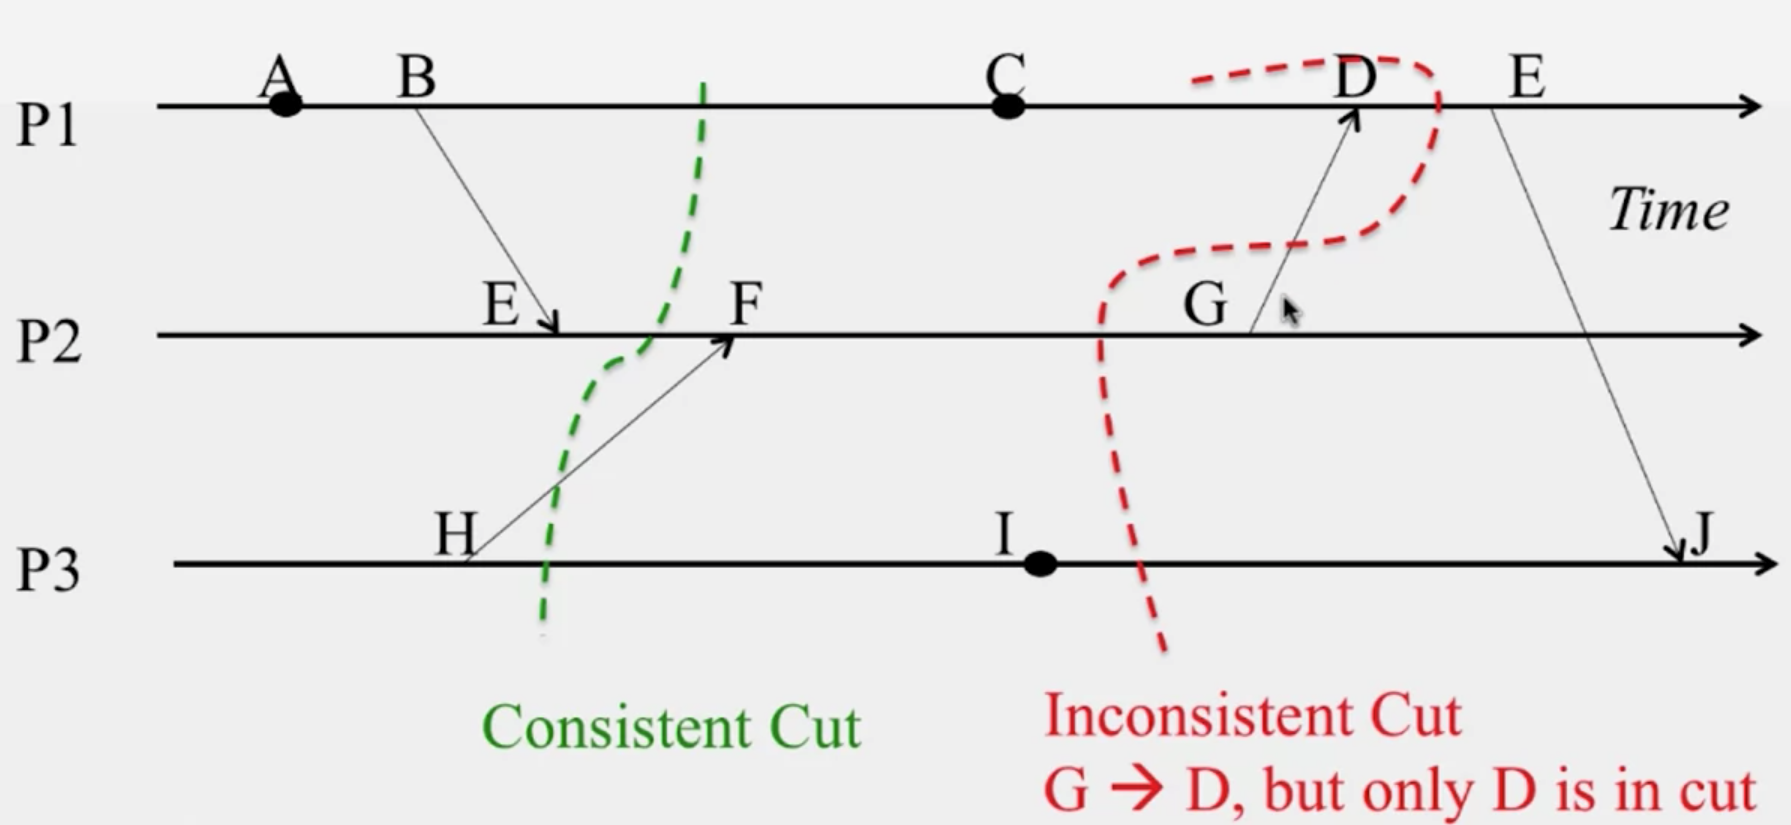 A B C D E
P1
Time
E F G
P2
H I J
P3
Consistent Cut
Inconsistent Cut
G → D, but only D is in cut